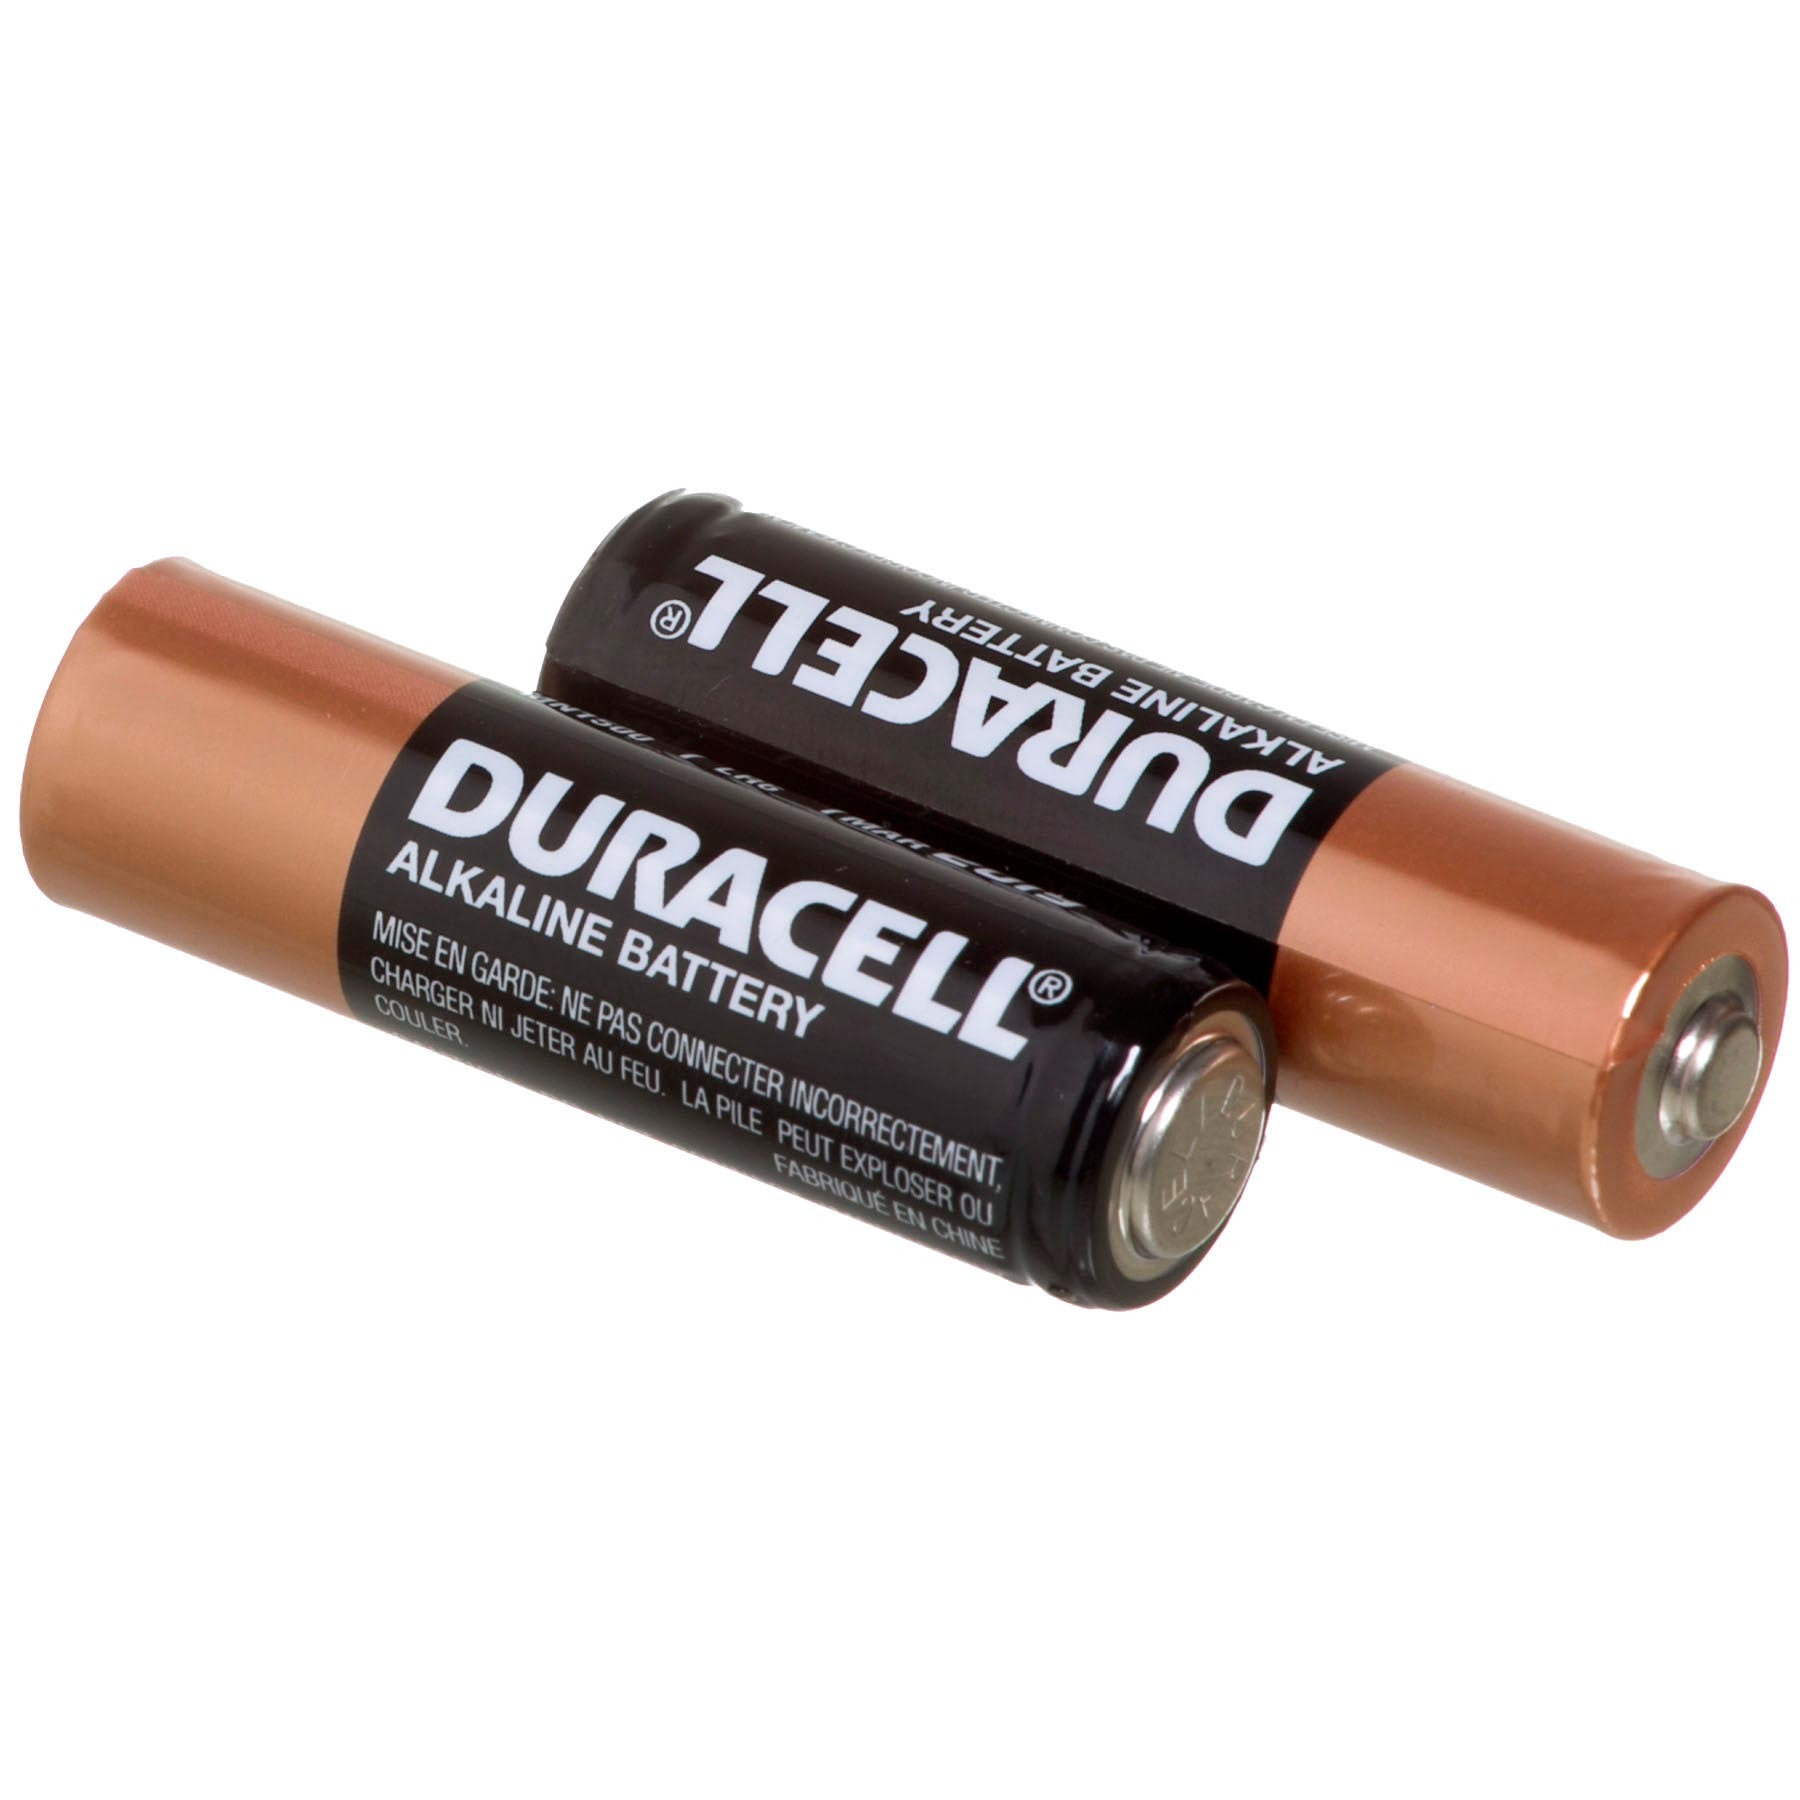 DURACELL®
ALKALINE BATTERY
MISE EN GARDE: NE PAS CONNECTER INCORRECTEMENT,
CHARGER NI JETER AU FEU. LA PILE PEUT EXPLOSER OU
COULER. FABRIQUÉ EN CHINE
DURACELL®
ALKALINE BATTERY